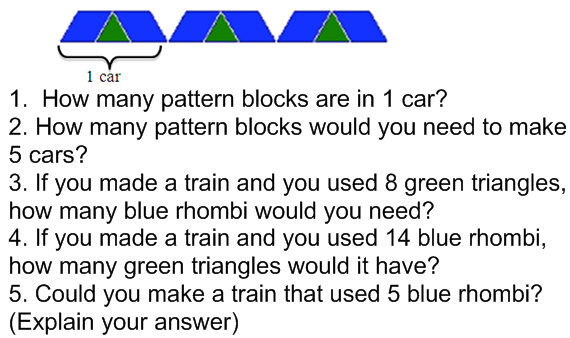 1 car
1. How many pattern blocks are in 1 car?
2. How many pattern blocks would you need to make
5 cars?
3. If you made a train and you used 8 green triangles,
how many blue rhombi would you need?
4. If you made a train and you used 14 blue rhombi,
how many green triangles would it have?
5. Could you make a train that used 5 blue rhombi?
(Explain your answer)